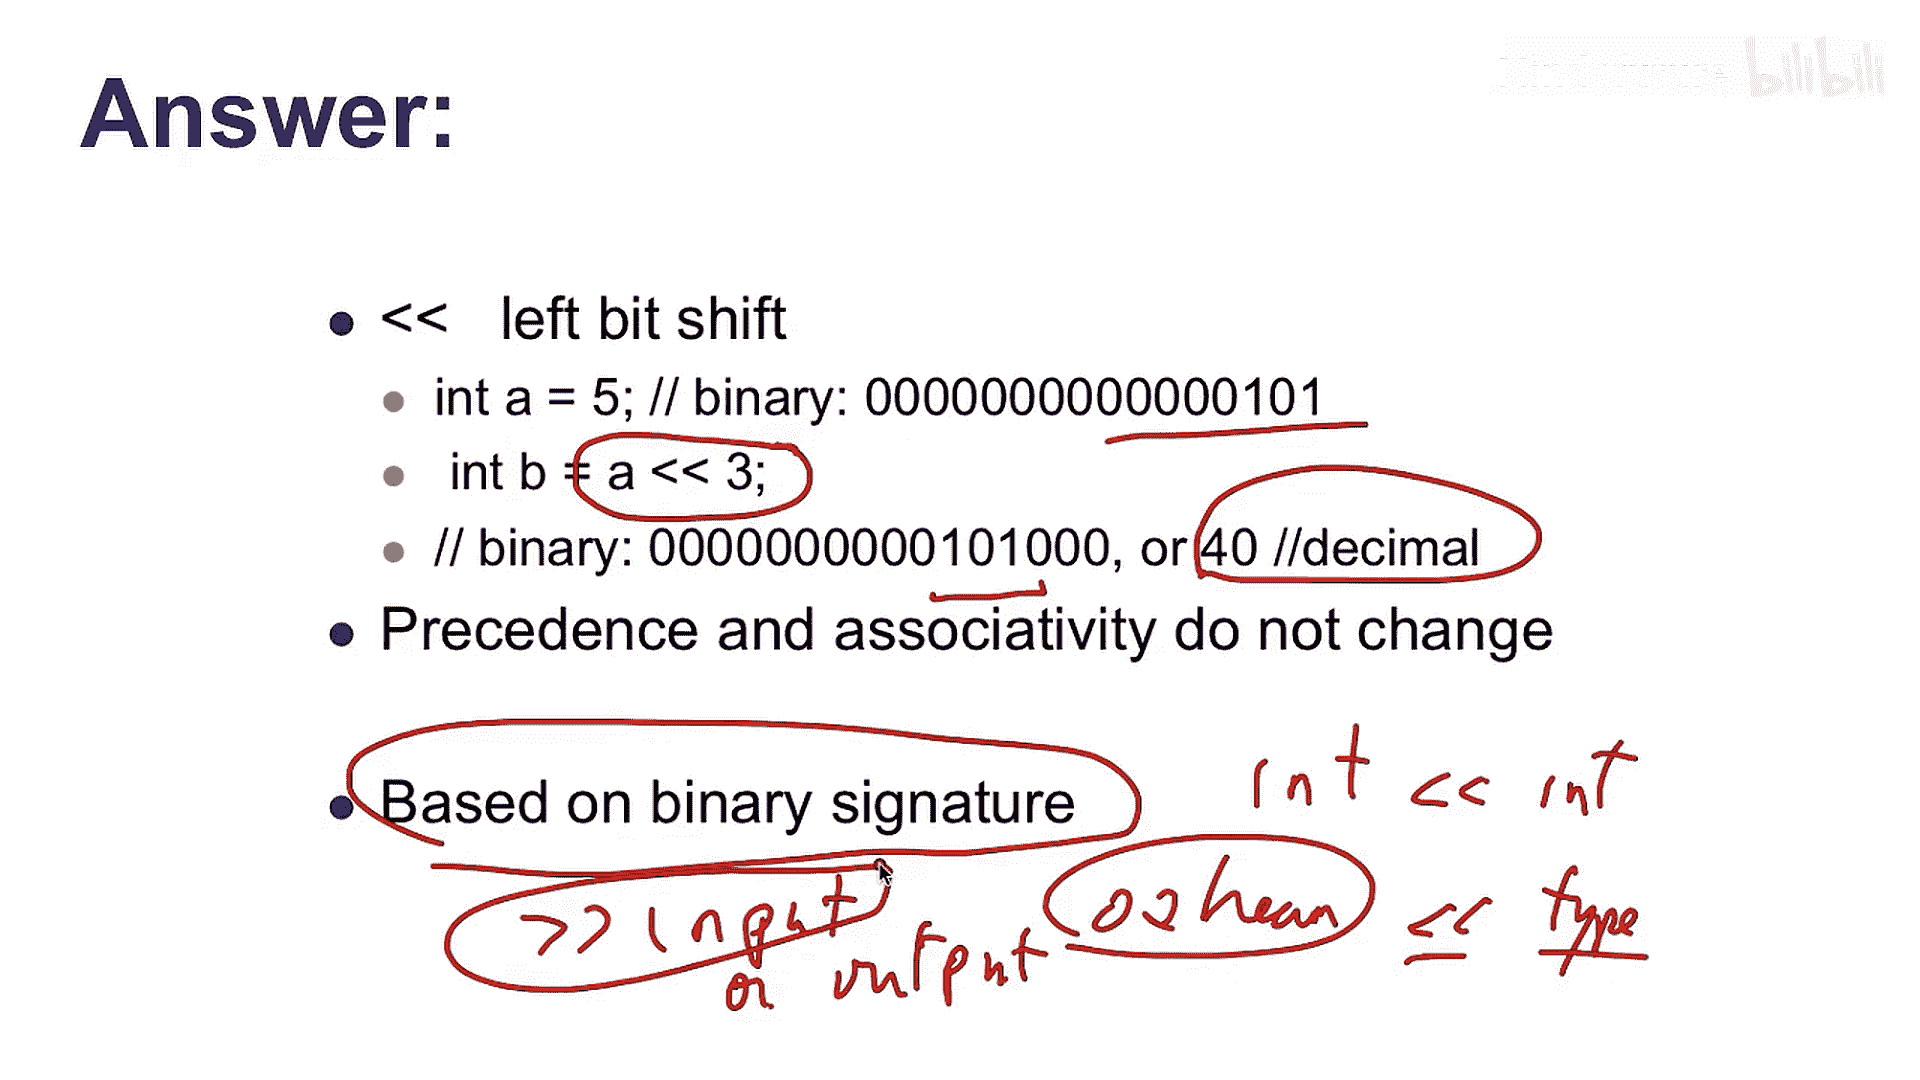 bilibili
Answer:
<< left bit shift
int a = 5; // binary: 0000000000000101
int b = a << 3;
// binary: 0000000000101000, or 40 //decimal
Precedence and associativity do not change
Based on binary signature
int << int
>> input
or output
<< type